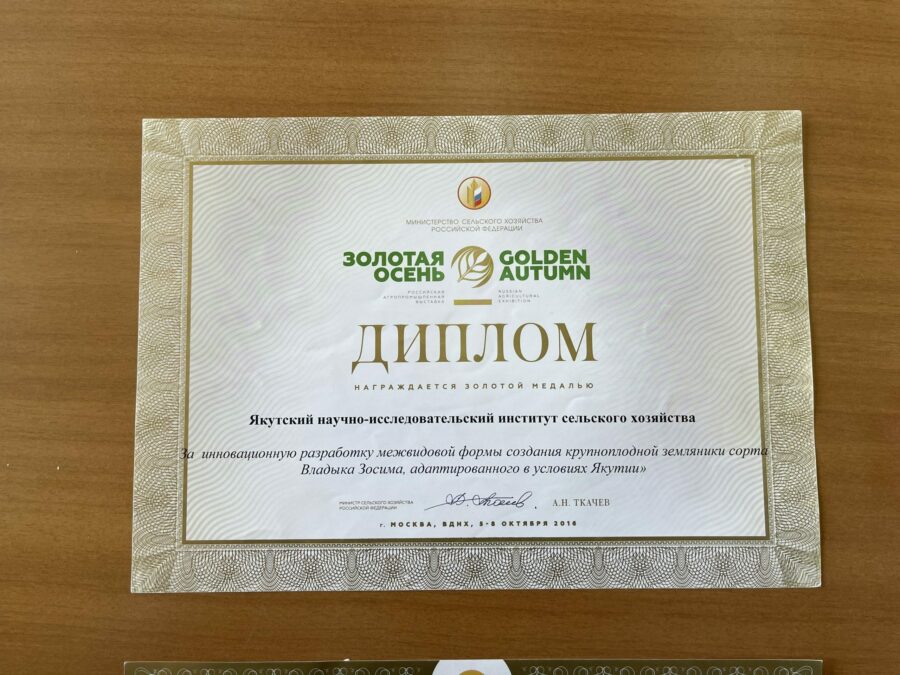 МИНИСТЕРСТВО СЕЛЬСКОГО ХОЗЯЙСТВА
РОССИЙСКОЙ ФЕДЕРАЦИИ
ЗОЛОТАЯ
ОСЕНЬ
GOLDEN
AUTUMN
РОССИЙСКАЯ
АГРОПРОМЫШЛЕННАЯ
ВЫСТАВКА
RUSSIAN
AGRICULTURAL
EXHIBITION
ДИПЛОМ
НАГРАЖДАЕТСЯ ЗОЛОТОЙ МЕДАЛЬЮ
Якутский научно-исследовательский институт сельского хозяйства
За инновационную разработку межвидовой формы создания крупноплодной земляники сорта
Владыка Зосима, адаптированного в условиях Якутии»
МИНИСТР СЕЛЬСКОГО ХОЗЯЙСТВА
РОССИЙСКОЙ ФЕДЕРАЦИИ
А.Н. ТКАЧЕВ
г. МОСКВА, ВДНХ, 5-8 ОКТЯБРЯ 2016